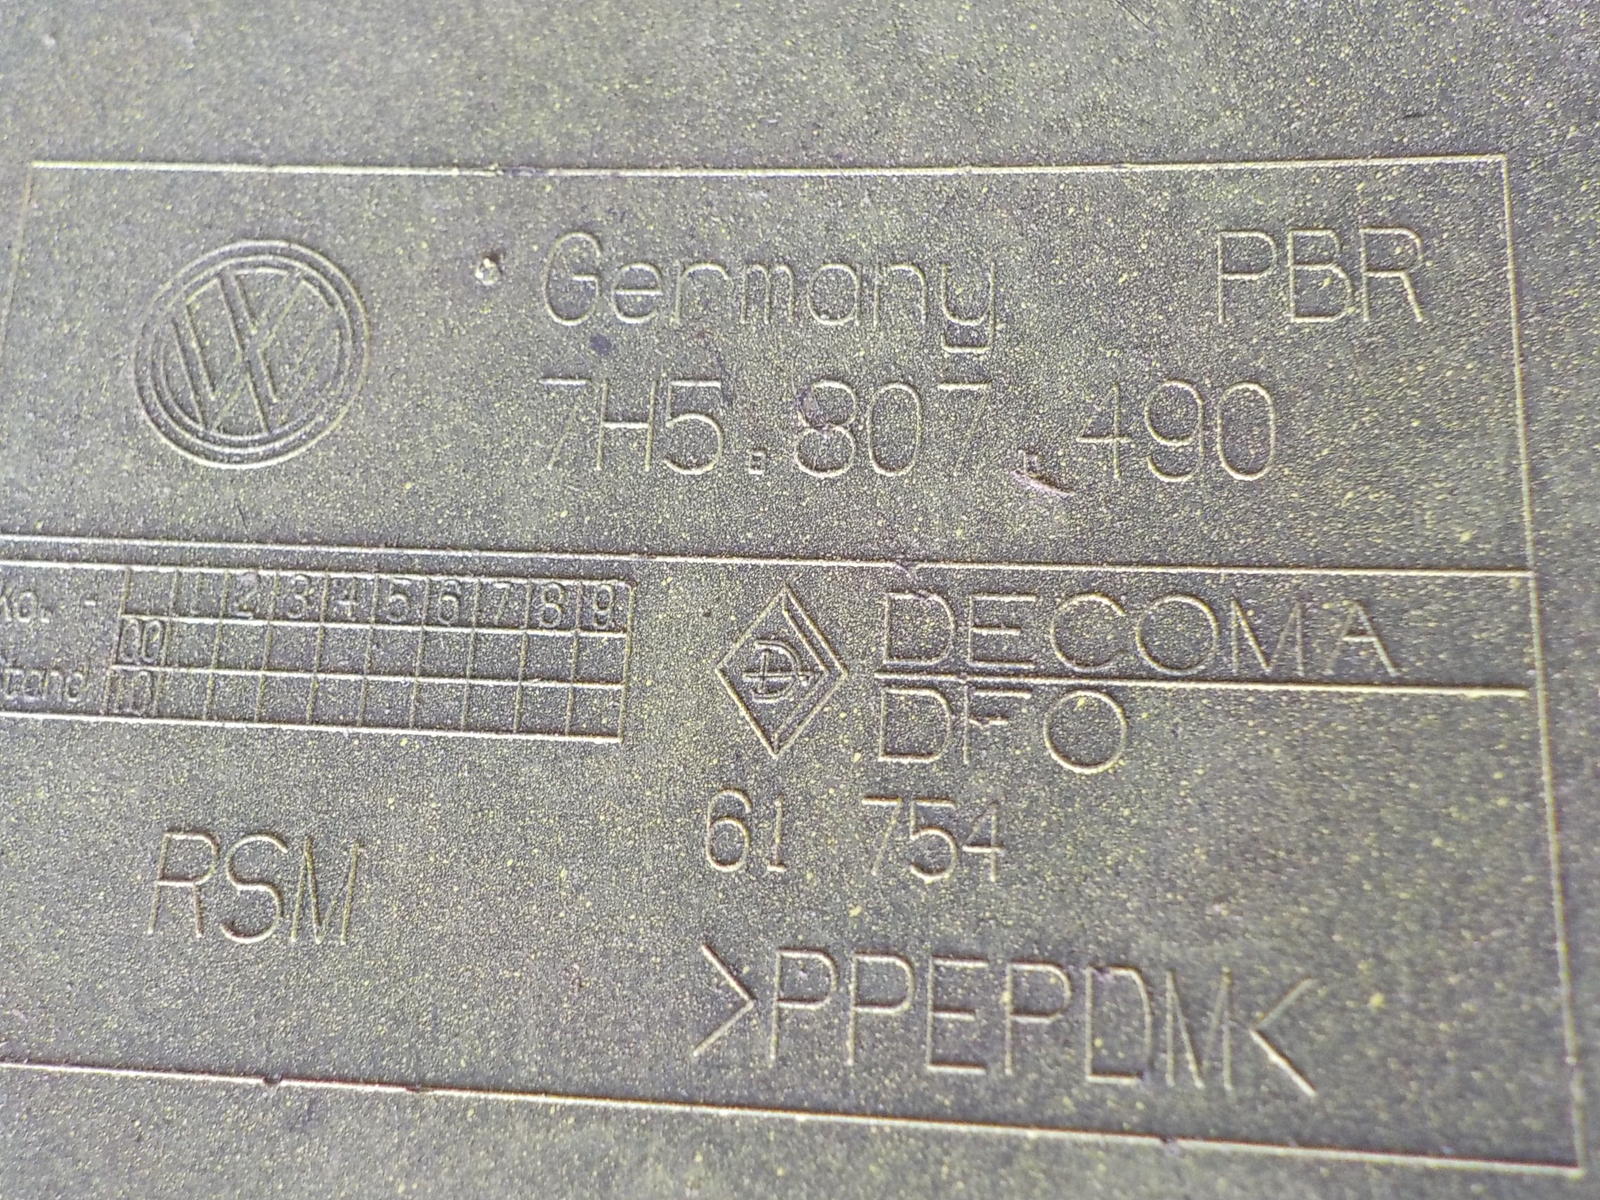 Germany PBR
7H5.807.490
1 2 3 4 5 6 7 8 9
00
10
DECOMA
DFO
61 754
RSM
>PPEPDM<